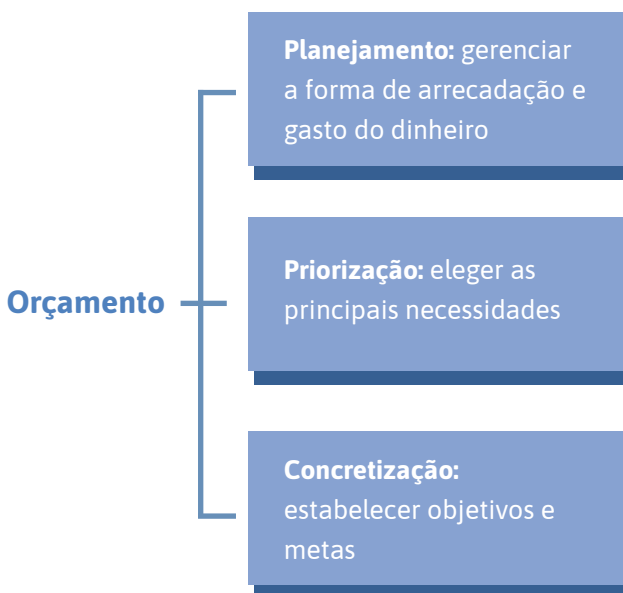 Planejamento: gerenciar
a forma de arrecadação e
gasto do dinheiro
Orçamento
Priorização: eleger as
principais necessidades
Concretização:
estabelecer objetivos e
metas